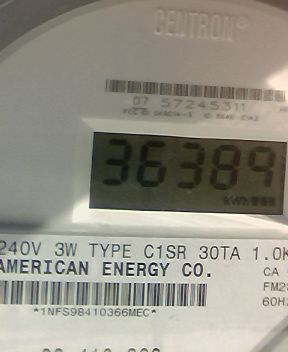 CENTRON®
07 57245311
36389
kWh
240V 3W TYPE C1SR 30TA 1.0K
AMERICAN ENERGY CO.
CA
*1NFS98410366MEC*
FM2S
60HZ